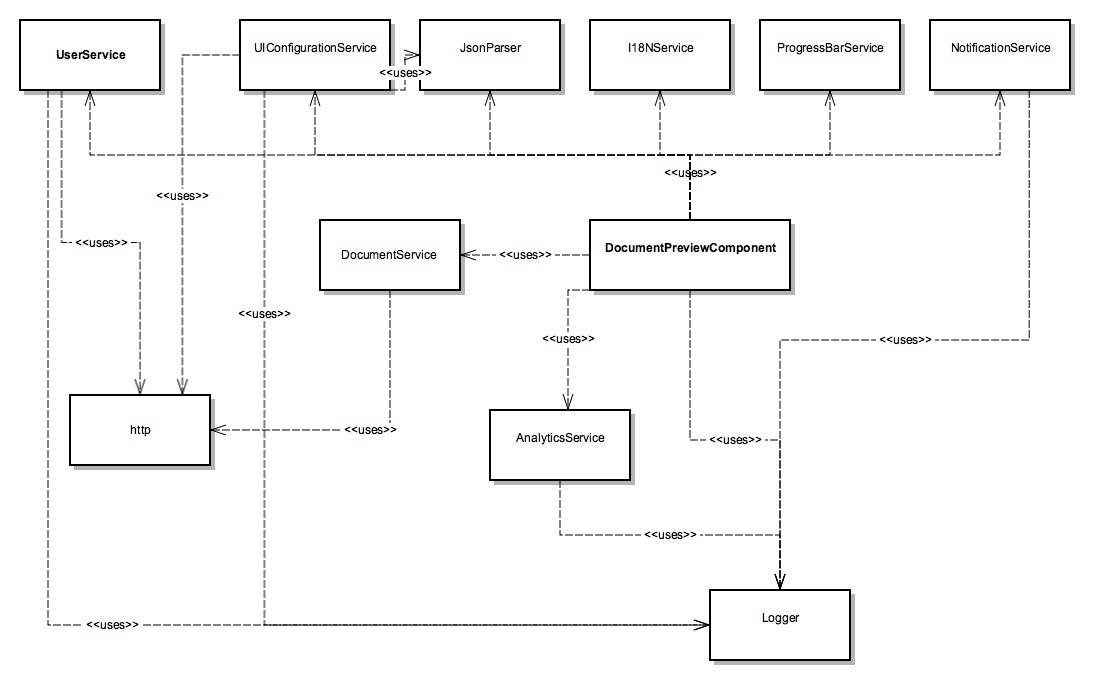 UserService
UIConfigurationService
JsonParser
I18NService
ProgressBarService
NotificationService
<<uses>>
<<uses>>
<<uses>>
<<uses>>
DocumentService
<<uses>>
DocumentPreviewComponent
<<uses>>
<<uses>>
<<uses>>
http
<<uses>>
AnalyticsService
<<uses>>
<<uses>>
<<uses>>
Logger